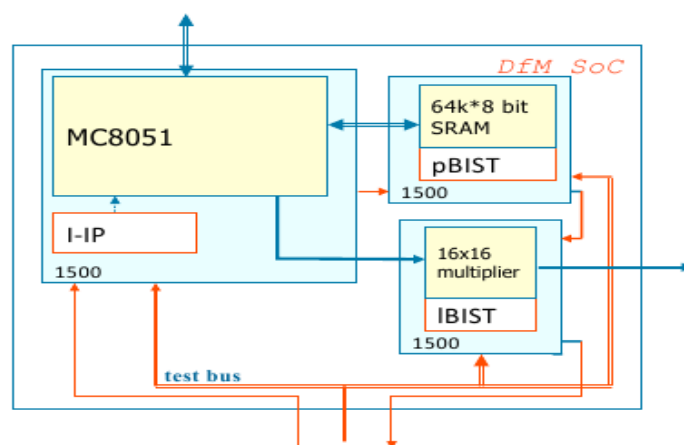 DfM SoC
MC8051
64k*8 bit
SRAM
pBIST
1500
I-IP
1500
16x16
multiplier
lBIST
1500
test bus